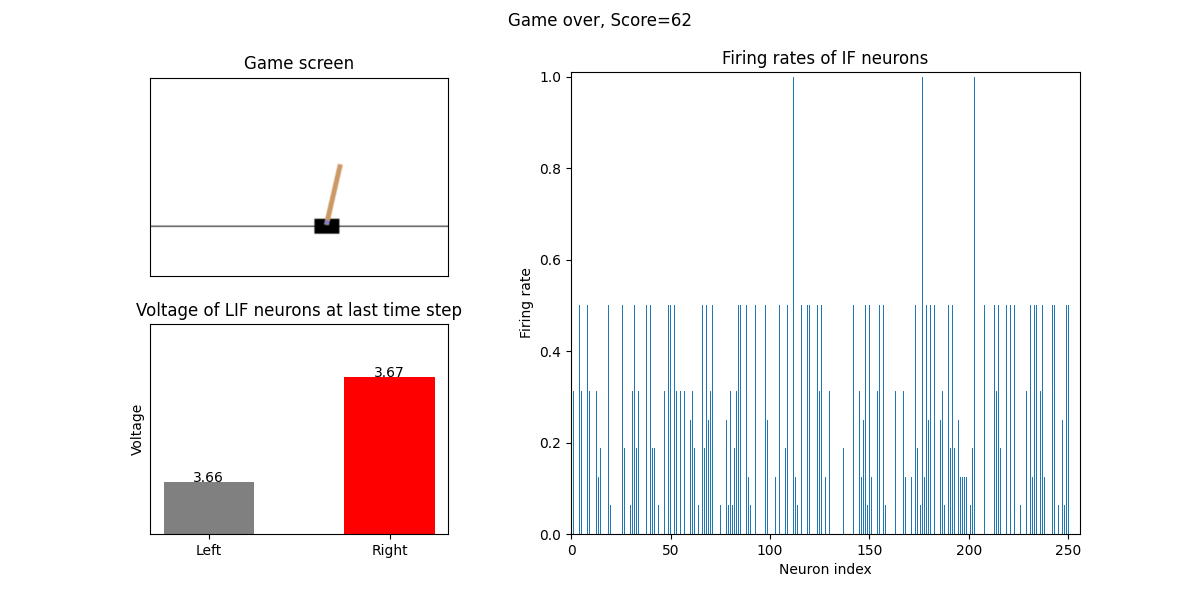 Game over, Score=62
Game screen
Voltage of LIF neurons at last time step
Voltage
3.66
3.67
Left
Right
Firing rates of IF neurons
Firing rate
1.0
0.8
0.6
0.4
0.2
0.0
0
50
100
150
200
250
Neuron index